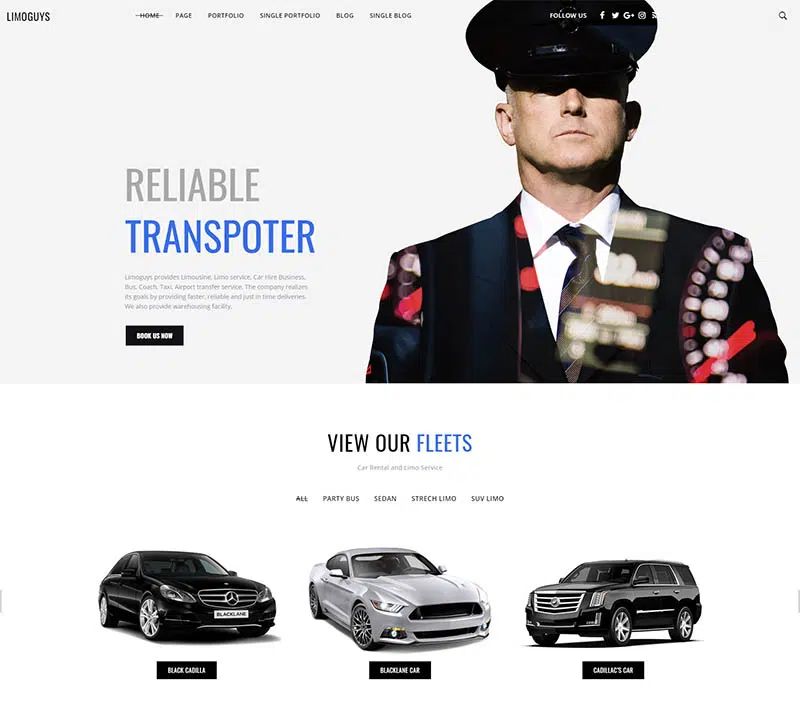 LIMOGUYS
HOME PAGE PORTFOLIO SINGLE PORTFOLIO BLOG SINGLE BLOG
FOLLOW US
RELIABLE
TRANSPOTER
Limoguys provides Limousine, Limo service, Car Hire Business,
Bus, Coach, Taxi, Airport transfer service. The company realizes
its goals by providing faster, reliable and just in time deliveries.
We also provide warehousing facility.
BOOK US NOW
VIEW OUR FLEETS
Car Rental and Limo Service
ALL PARTY BUS SEDAN STRECH LIMO SUV LIMO
BLACKLANE
BLACK CADILLA
BLACKLANE CAR
CADILLAC'S CAR